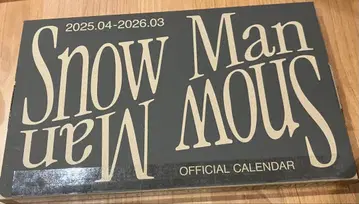 2025.04-2026.03
Snow Man
Snow Man
OFFICIAL CALENDAR